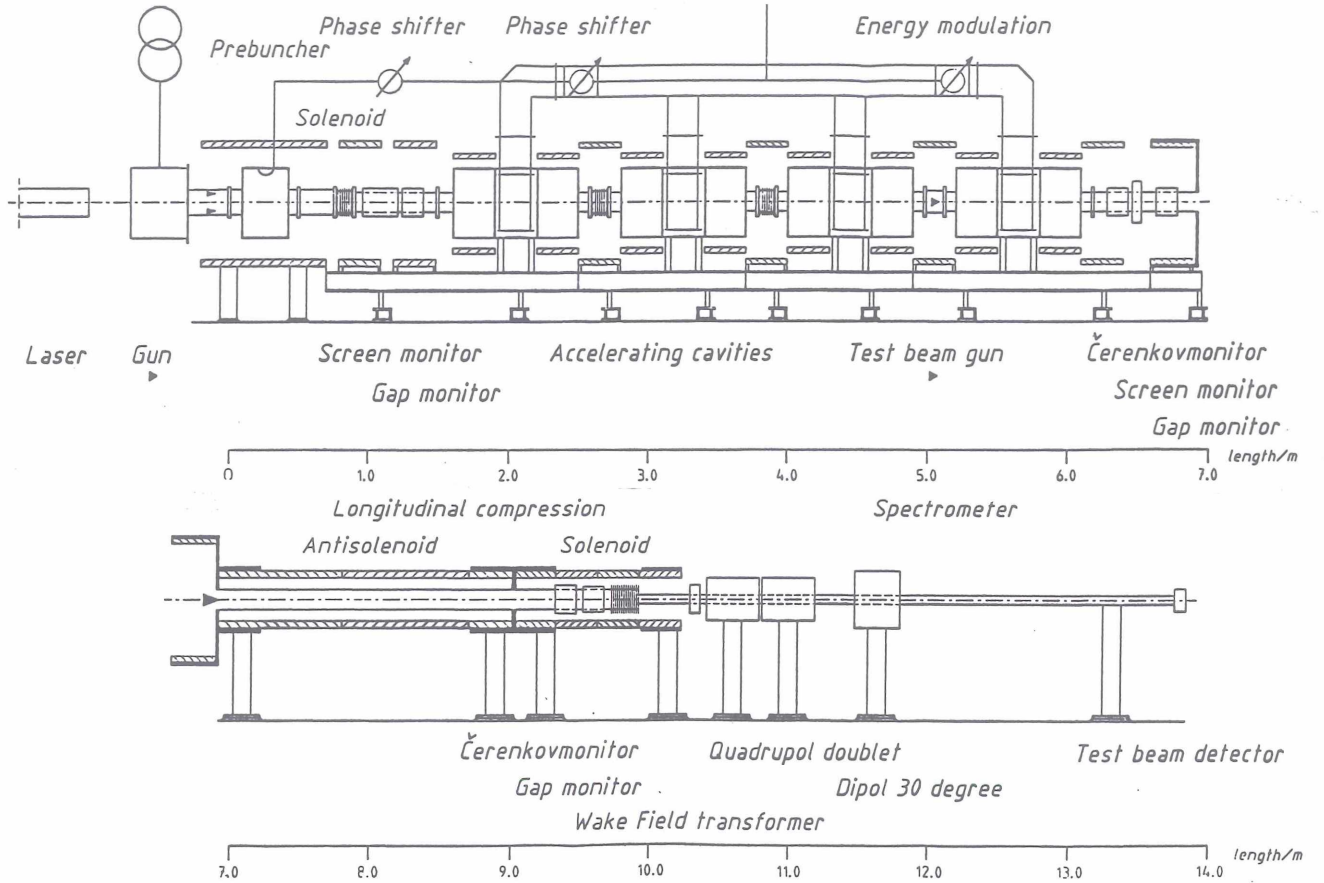 Phase shifter Phase shifter Energy modulation
Prebuncher
Solenoid
Laser Gun Screen monitor Accelerating cavities Test beam gun Čerenkovmonitor
Gap monitor Screen monitor
Gap monitor
length/m
0 1.0 2.0 3.0 4.0 5.0 6.0 7.0
Longitudinal compression Spectrometer
Antisolenoid Solenoid
Čerenkovmonitor Quadrupol doublet Test beam detector
Gap monitor Dipol 30 degree
Wake Field transformer
length/m
7.0 8.0 9.0 10.0 11.0 12.0 13.0 14.0